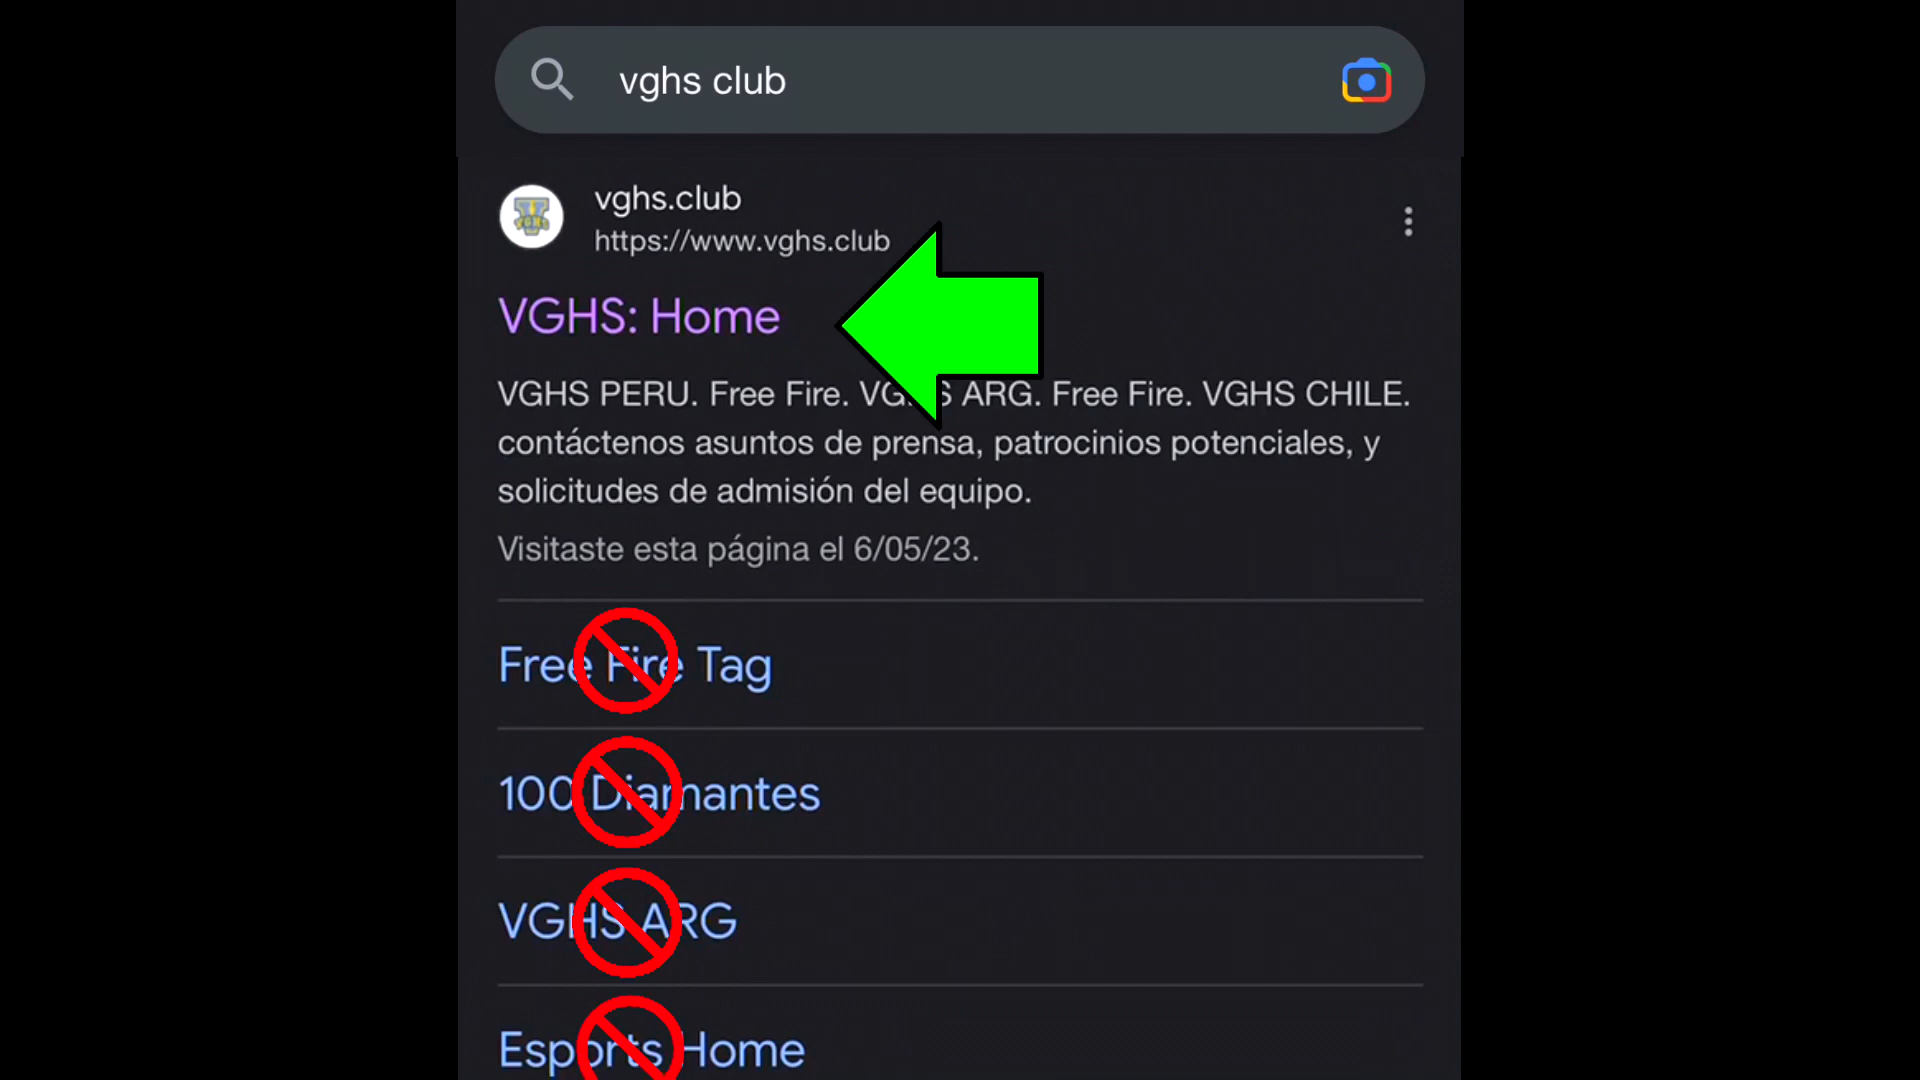 vghs club
vghs.club
https://www.vghs.club
VGHS: Home
VGHS PERU. Free Fire. VGHS ARG. Free Fire. VGHS CHILE.
contáctenos asuntos de prensa, patrocinios potenciales, y
solicitudes de admisión del equipo.
Visitaste esta página el 6/05/23.
Free Fire Tag
100 Diamantes
VGHS ARG
Esports Home